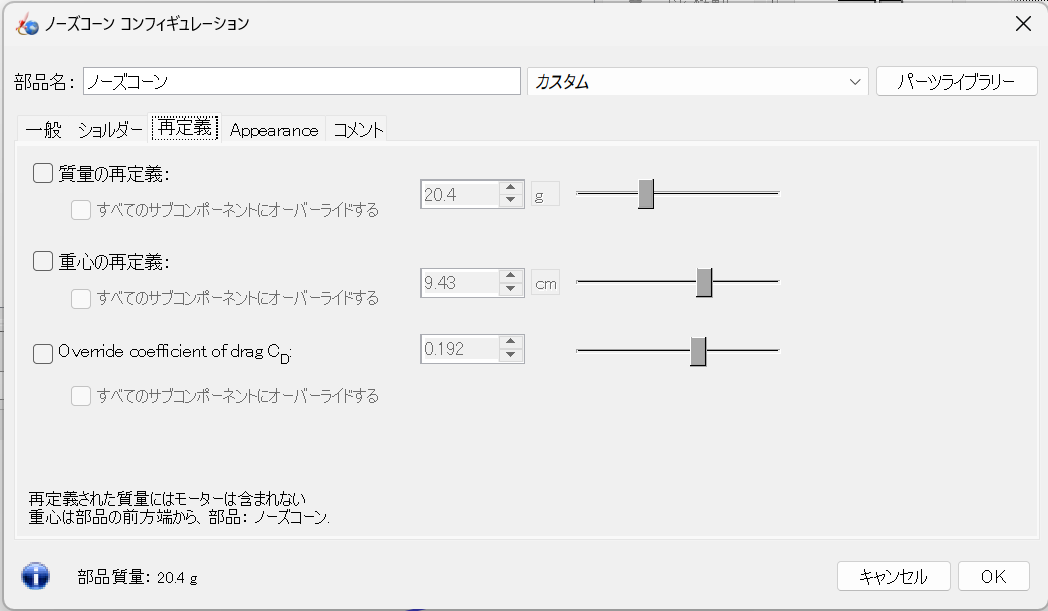 ノーズコーン コンフィギュレーション
部品名： ノーズコーン カスタム パーツライブラリー
一般 ショルダー 再定義 Appearance コメント
質量の再定義: 20.4 g
すべてのサブコンポーネントにオーバーライドする
重心の再定義: 9.43 cm
すべてのサブコンポーネントにオーバーライドする
Override coefficient of drag CD: 0.192
すべてのサブコンポーネントにオーバーライドする
再定義された質量にはモーターは含まれない
重心は部品の前方端から、部品： ノーズコーン.
部品質量： 20.4 g キャンセル OK